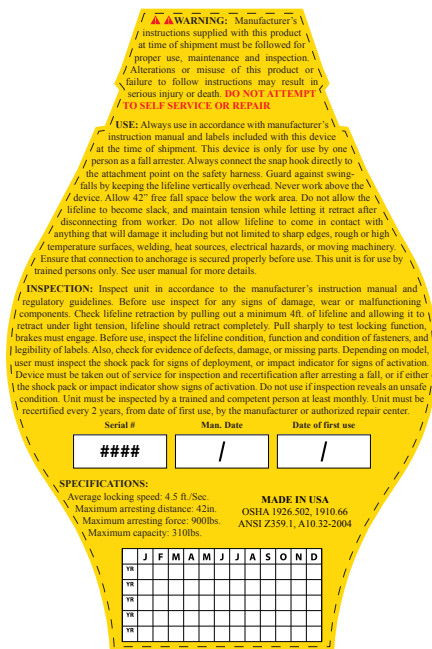 WARNING: Manufacturer's
instructions supplied with this product
at time of shipment must be followed for
proper use, maintenance and inspection.
Alterations or misuse of this product or
failure to follow instructions may result in
serious injury or death. DO NOT ATTEMPT
TO SELF SERVICE OR REPAIR
USE: Always use in accordance with manufacturer's
instruction manual and labels included with this device
at the time of shipment. This device is only for use by one
person as a fall arrester. Always connect the snap hook directly to
the attachment point on the safety harness. Guard against swing-
falls by keeping the lifeline vertically overhead. Never work above the
device. Allow 42" free fall space below the work area. Do not allow the
lifeline to become slack, and maintain tension while letting it retract after
disconnecting from worker. Do not allow lifeline to come in contact with
anything that will damage it including but not limited to sharp edges, rough or high
temperature surfaces, welding, heat sources, electrical hazards, or moving machinery.
Ensure that connection to anchorage is secured properly before use. This unit is for use by
trained persons only. See user manual for more details.
INSPECTION: Inspect unit in accordance to the manufacturer's instruction manual and
regulatory guidelines. Before use inspect for any signs of damage, wear or malfunctioning
components. Check lifeline retraction by pulling out a minimum 4ft. of lifeline and allowing it to
retract under light tension, lifeline should retract completely. Pull sharply to test locking function,
brakes must engage. Before use, inspect the lifeline condition, function and condition of fasteners, and
legibility of labels. Also, check for evidence of defects, damage, or missing parts. Depending on model,
user must inspect the shock pack for signs of deployment, or impact indicator for signs of activation.
Device must be taken out of service for inspection and recertification after arresting a fall, or if either
the shock pack or impact indicator show signs of activation. Do not use if inspection reveals an unsafe
condition. Unit must be inspected by a trained and competent person at least monthly. Unit must be
recertified every 2 years, from date of first use, by the manufacturer or authorized repair center.
Serial # Man. Date Date of first use
#### / /
SPECIFICATIONS:
Average locking speed: 4.5 ft./Sec.
Maximum arresting distance: 42in.
Maximum arresting force: 900lbs.
Maximum capacity: 310lbs.
MADE IN USA
OSHA 1926.502, 1910.66
ANSI Z359.1, A10.32-2004
J F M A M J J A S O N D
YR
YR
YR
YR
YR